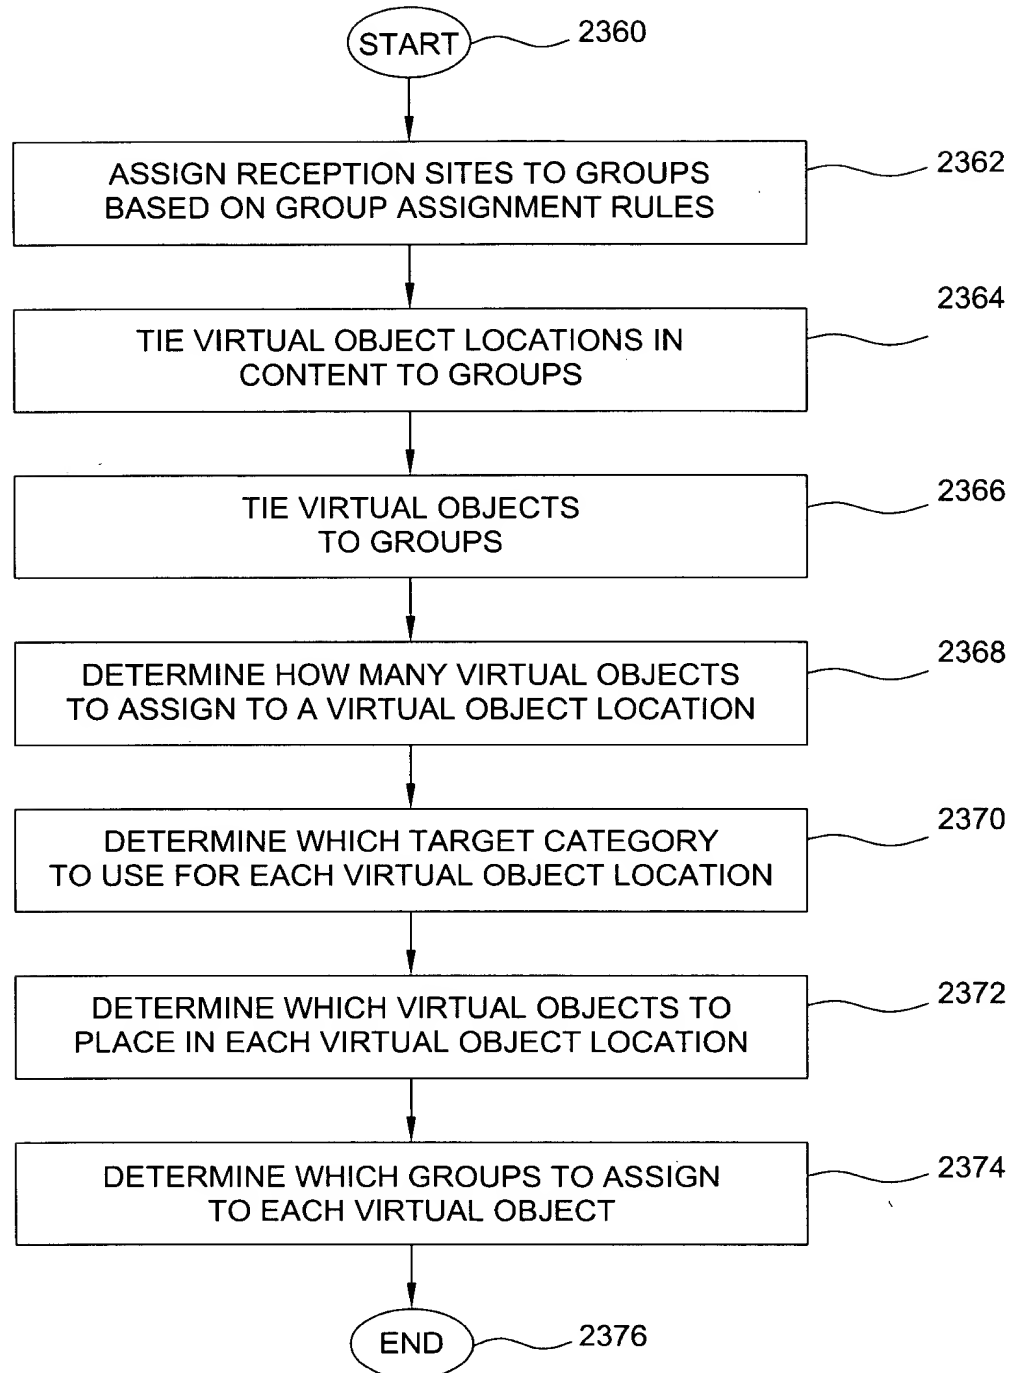 START
2360
ASSIGN RECEPTION SITES TO GROUPS
BASED ON GROUP ASSIGNMENT RULES
2362
TIE VIRTUAL OBJECT LOCATIONS IN
CONTENT TO GROUPS
2364
TIE VIRTUAL OBJECTS
TO GROUPS
2366
DETERMINE HOW MANY VIRTUAL OBJECTS
TO ASSIGN TO A VIRTUAL OBJECT LOCATION
2368
DETERMINE WHICH TARGET CATEGORY
TO USE FOR EACH VIRTUAL OBJECT LOCATION
2370
DETERMINE WHICH VIRTUAL OBJECTS TO
PLACE IN EACH VIRTUAL OBJECT LOCATION
2372
DETERMINE WHICH GROUPS TO ASSIGN
TO EACH VIRTUAL OBJECT
2374
END
2376